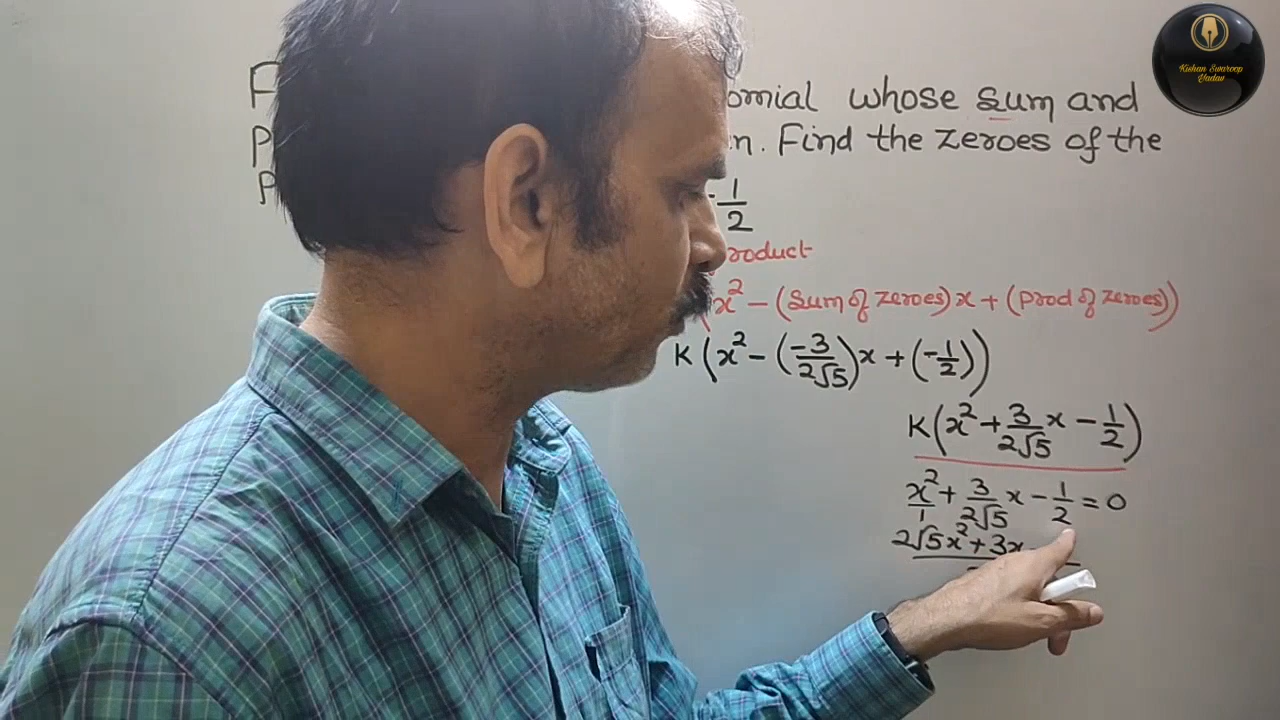 Kishan Swaroop
Yadav
whose sum and
Find the zeroes of the
1/2
x² - (Sum of zeroes)x + (Prod of zeroes))
K(x² - (-3/2√5)x + (-1/2))
K(x² + 3/2√5 x - 1/2)
x²/1 + 3/2√5 x - 1/2 = 0
2√5x² + 3x